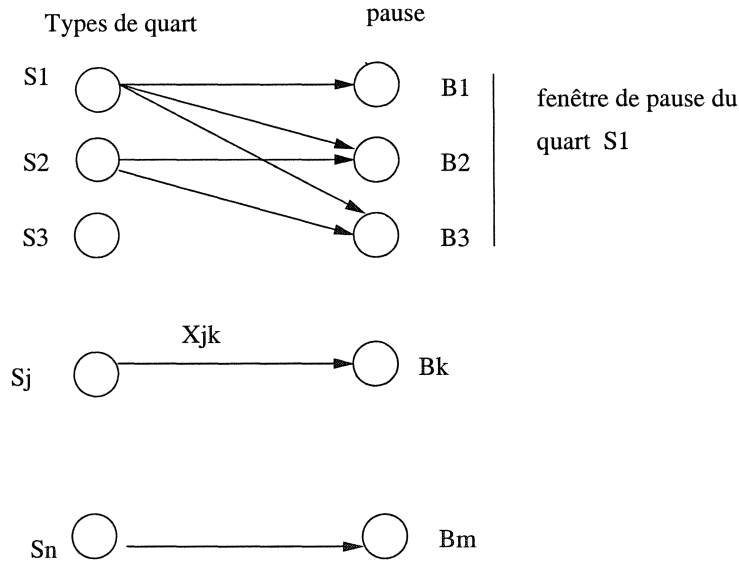 Types de quart
pause
S1
B1
fenêtre de pause du
quart S1
S2
B2
S3
B3
Xjk
Sj
Bk
Sn
Bm